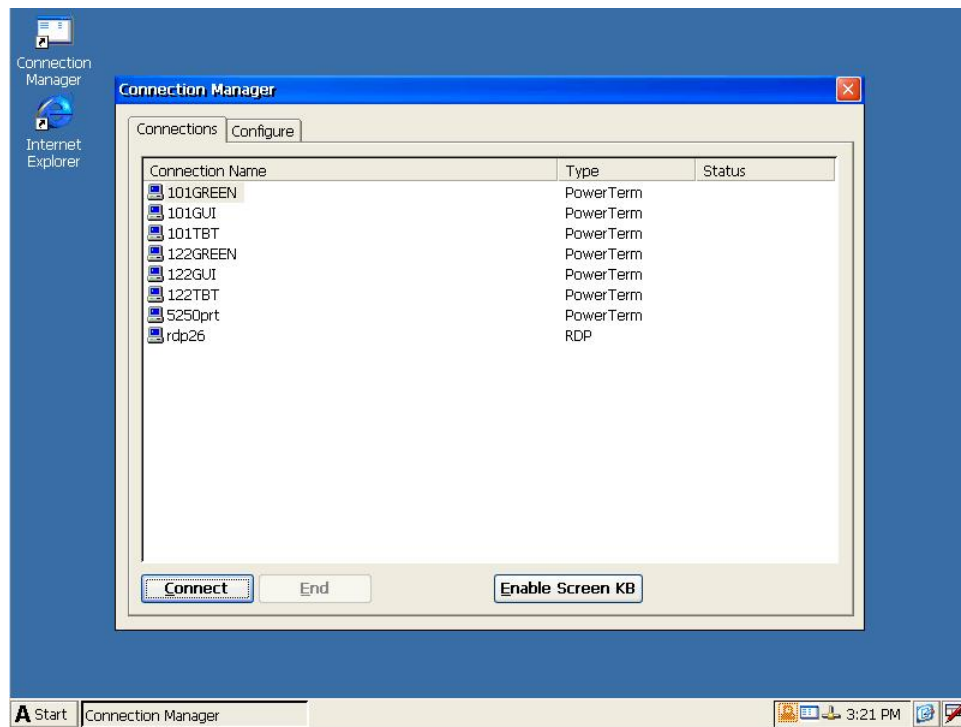 Connection
Manager
Internet
Explorer
Connection Manager
Connections Configure
Connection Name Type Status
101GREEN PowerTerm
101GUI PowerTerm
101TBT PowerTerm
122GREEN PowerTerm
122GUI PowerTerm
122TBT PowerTerm
5250prt PowerTerm
rdp26 RDP
Connect End Enable Screen KB
A Start Connection Manager 3:21 PM